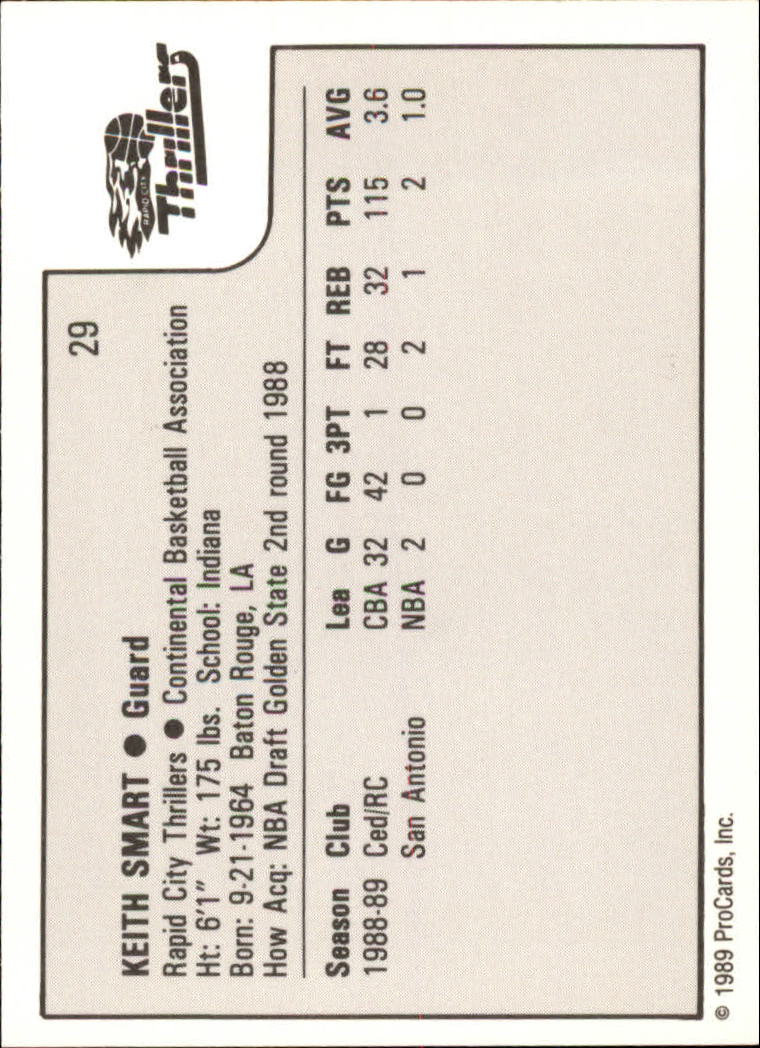 29
RAPID CITY
Thrillers
KEITH SMART ● Guard
Rapid City Thrillers ● Continental Basketball Association
Ht: 6'1" Wt: 175 lbs. School: Indiana
Born: 9-21-1964 Baton Rouge, LA
How Acq: NBA Draft Golden State 2nd round 1988
Season Club Lea G FG 3PT FT REB PTS AVG
1988-89 Ced/RC CBA 32 42 1 28 32 115 3.6
San Antonio NBA 2 0 0 2 1 2 1.0
© 1989 ProCards, Inc.